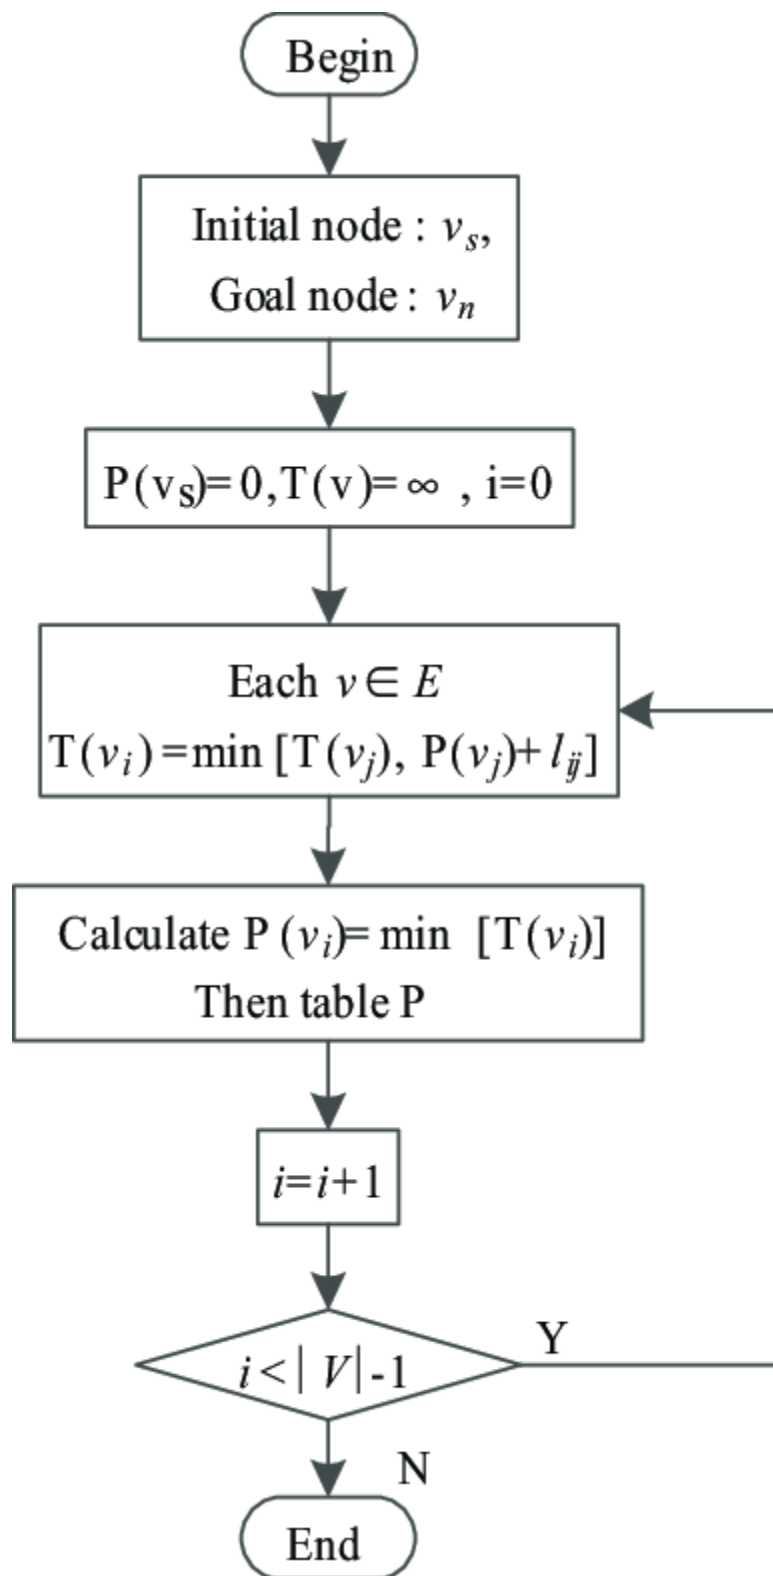 Begin
Initial node : vₛ,
Goal node : vₙ
P(vₛ)=0,T(v)=∞ , i=0
Each v∈E
T(vᵢ)=min [T(vⱼ), P(vⱼ)+lᵢⱼ]
Calculate P(vᵢ)=min [T(vᵢ)]
Then table P
i=i+1
i<| V|-1
Y
N
End